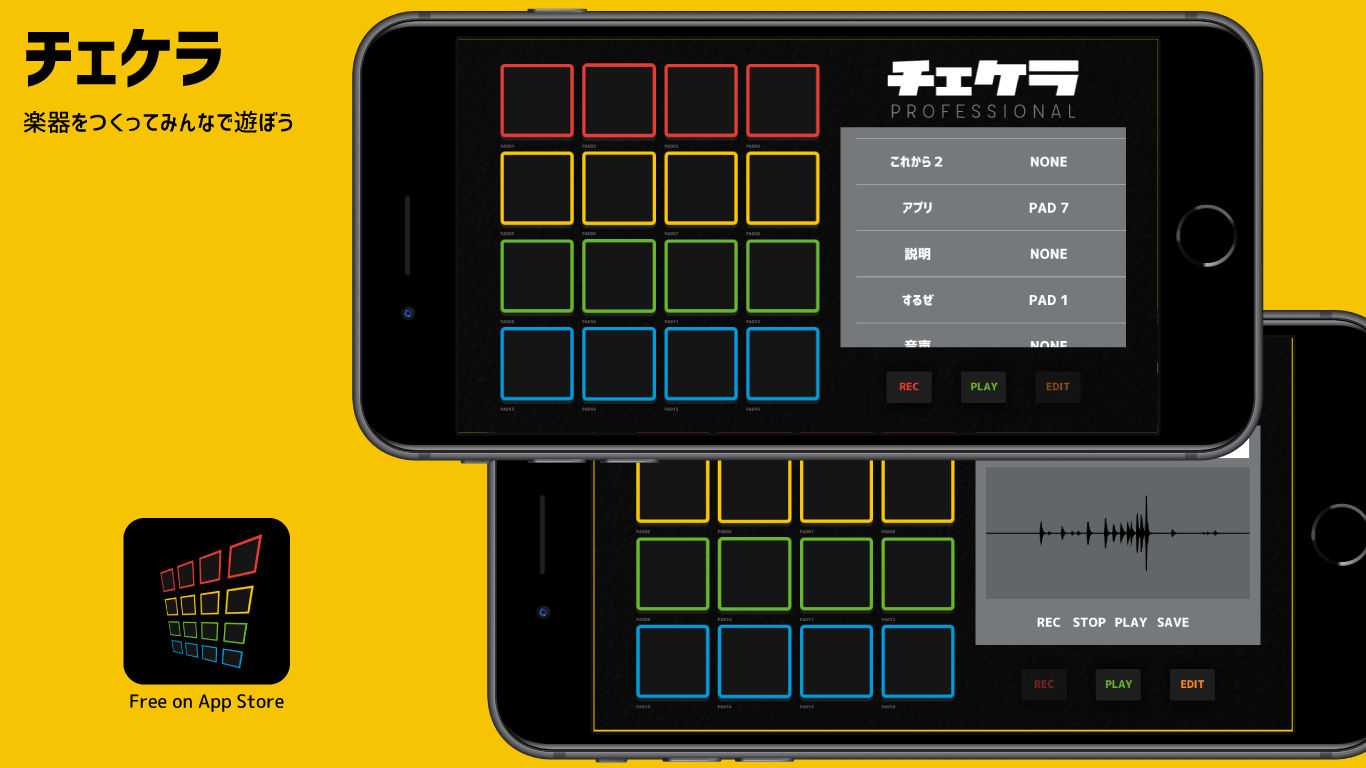 チェケラ
楽器をつくってみんなで遊ぼう
Free on App Store
チェケラ
PROFESSIONAL
これから2 NONE
アプリ PAD 7
説明 NONE
するぜ PAD 1
音声 NONE
REC PLAY EDIT
PAD01 PAD02 PAD03 PAD04
PAD05 PAD06 PAD07 PAD08
PAD09 PAD10 PAD11 PAD12
PAD13 PAD14 PAD15 PAD16
PAD05 PAD06 PAD07 PAD08
PAD09 PAD10 PAD11 PAD12
PAD13 PAD14 PAD15 PAD16
REC STOP PLAY SAVE
REC PLAY EDIT